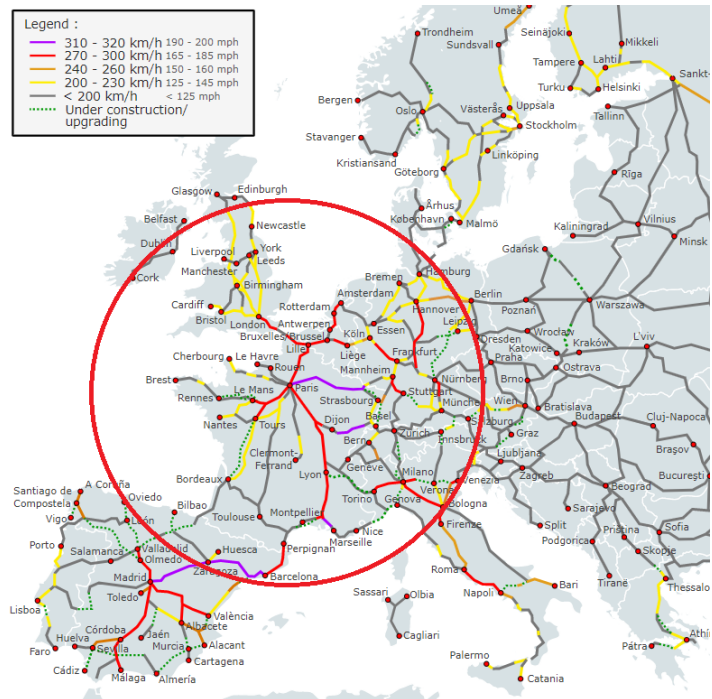 Legend :
310 - 320 km/h 190 - 200 mph
270 - 300 km/h 165 - 185 mph
240 - 260 km/h 150 - 160 mph
200 - 230 km/h 125 - 145 mph
< 200 km/h < 125 mph
Under construction/
upgrading
Umeå
Trondheim
Sundsvall
Seinäjoki
Mikkeli
Tampere
Lahti
Sankt-
Turku
Helsinki
Bergen
Oslo
Västerås
Uppsala
Stockholm
Tallinn
Stavanger
Kristiansand
Linköping
Göteborg
Rīga
Glasgow
Edinburgh
Århus
København
Malmö
Belfast
Newcastle
Kaliningrad
Vilnius
Minsk
Dublin
Liverpool
York
Leeds
Gdańsk
Manchester
Cork
Birmingham
Bremen
Hamburg
Amsterdam
Rotterdam
Hannover
Berlin
Cardiff
Bristol
London
Antwerpen
Essen
Poznań
Warszawa
Bruxelles/Brussel
Köln
Leipzig
Lille
Dresden
Wrocław
Cherbourg
Le Havre
Liège
Frankfurt
Praha
Katowice
Kraków
L'viv
Rouen
Mannheim
Ostrava
Brest
Rennes
Le Mans
Paris
Strasbourg
Stuttgart
Nürnberg
Brno
Nantes
Tours
Dijon
Basel
München
Wien
Bratislava
Budapest
Cluj-Napoca
Bern
Zürich
Innsbruck
Salzburg
Graz
Clermont-
Ferrand
Genève
Ljubljana
Zagreb
Braşov
Bordeaux
Lyon
Milano
Verona
Venezia
Beograd
Bucureşti
Torino
Genova
Bologna
A Coruña
Santiago de
Compostela
Oviedo
Bilbao
Toulouse
Montpellier
Nice
Marseille
Firenze
Split
Sarajevo
Vigo
León
Perpignan
Podgorica
Pristina
Sofia
Porto
Salamanca
Valladolid
Olmedo
Huesca
Zaragoza
Barcelona
Roma
Skopje
Tiranë
Madrid
Toledo
Sassari
Olbia
Napoli
Bari
Thessalo
Lisboa
València
Albacete
Cagliari
Córdoba
Huelva
Jaén
Murcia
Alacant
Cartagena
Faro
Sevilla
Palermo
Pátra
Athí
Cádiz
Málaga
Almería
Catania